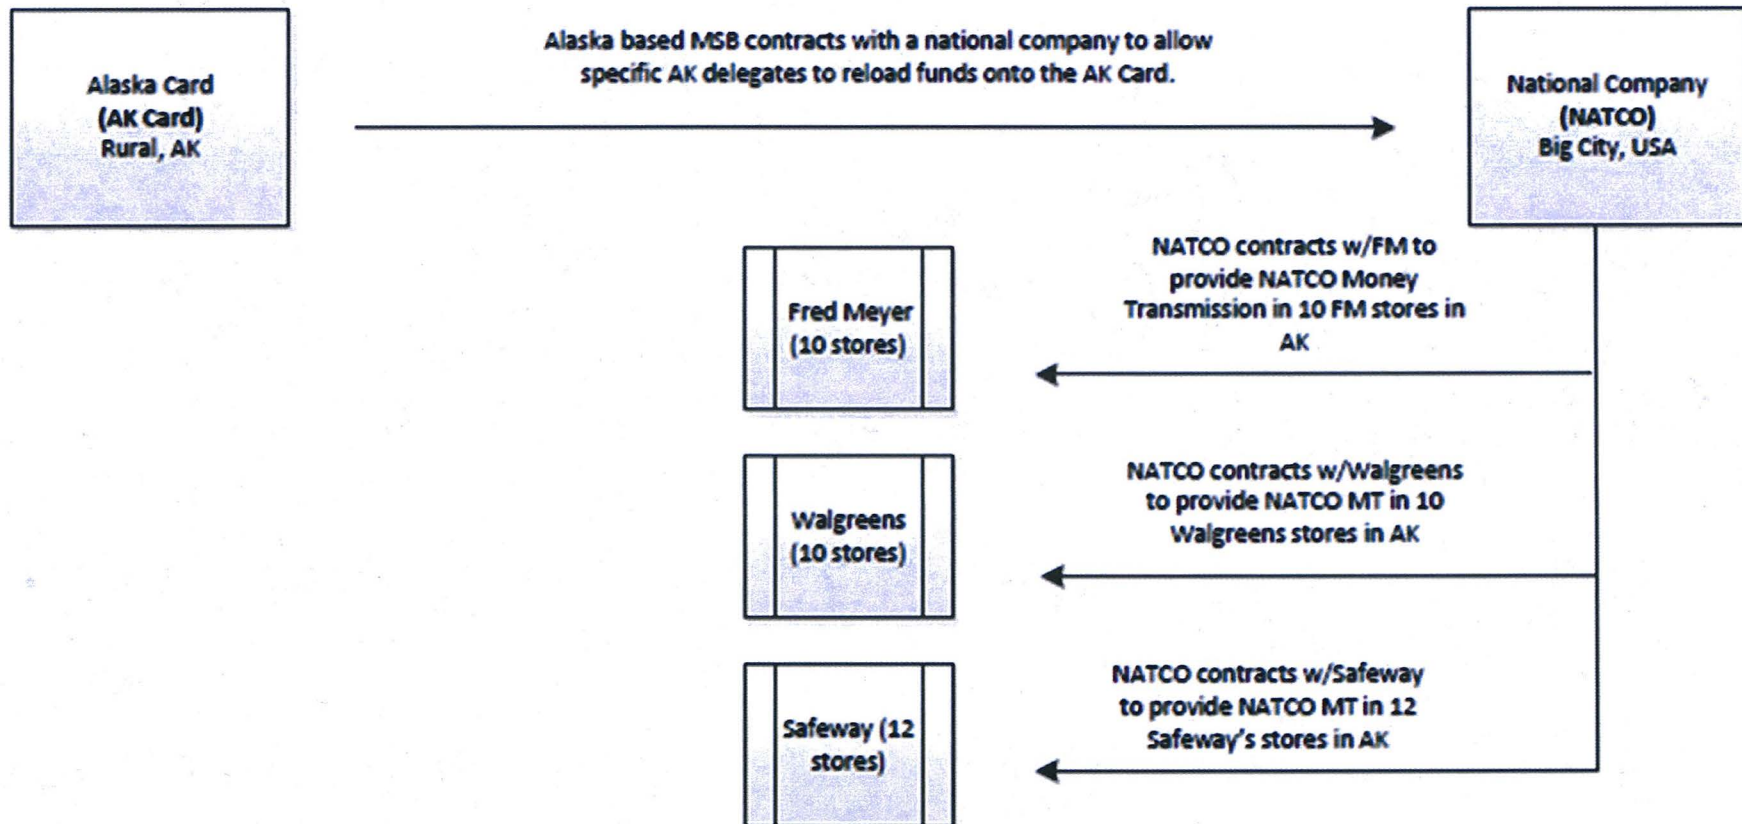 Alaska Card
(AK Card)
Rural, AK
Alaska based MSB contracts with a national company to allow
specific AK delegates to reload funds onto the AK Card.
National Company
(NATCO)
Big City, USA
Fred Meyer
(10 stores)
NATCO contracts w/FM to
provide NATCO Money
Transmission in 10 FM stores in
AK
Walgreens
(10 stores)
NATCO contracts w/Walgreens
to provide NATCO MT in 10
Walgreens stores in AK
Safeway (12
stores)
NATCO contracts w/Safeway
to provide NATCO MT in 12
Safeway's stores in AK